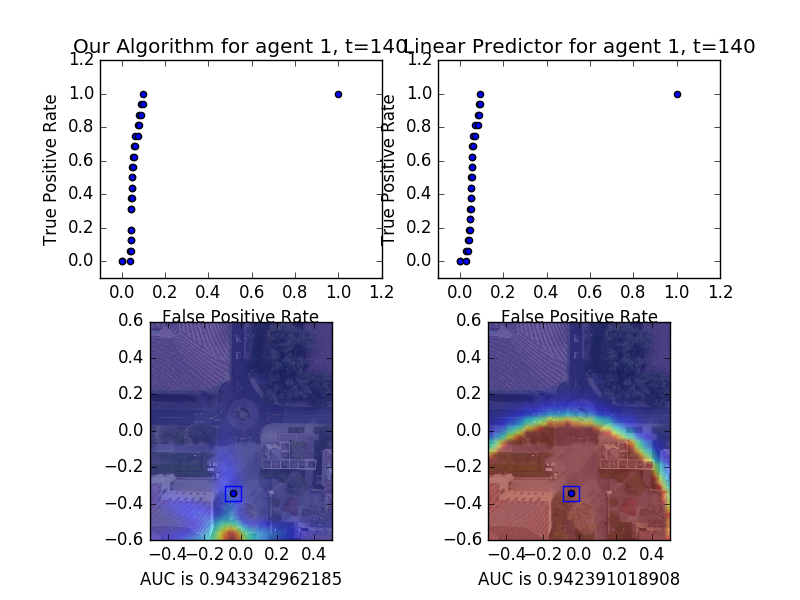 Our Algorithm for agent 1, t=140
Linear Predictor for agent 1, t=140
1.2
1.0
0.8
0.6
0.4
0.2
0.0
True Positive Rate
0.0 0.2 0.4 0.6 0.8 1.0 1.2
False Positive Rate
1.2
1.0
0.8
0.6
0.4
0.2
0.0
True Positive Rate
0.0 0.2 0.4 0.6 0.8 1.0 1.2
False Positive Rate
0.6
0.4
0.2
0.0
−0.2
−0.4
−0.6
−0.4 −0.2 0.0 0.2 0.4
AUC is 0.943342962185
0.6
0.4
0.2
0.0
−0.2
−0.4
−0.6
−0.4 −0.2 0.0 0.2 0.4
AUC is 0.942391018908